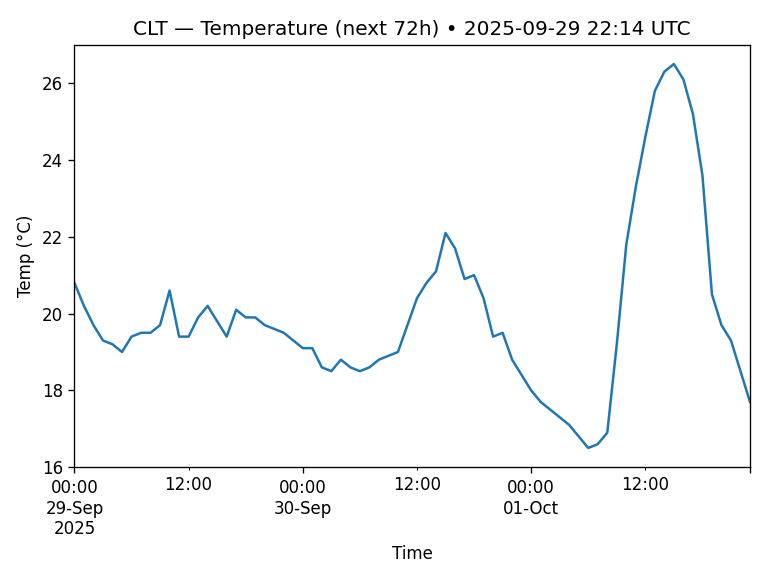 CLT — Temperature (next 72h) • 2025-09-29 22:14 UTC
Temp (°C)
26
24
22
20
18
16
00:00 12:00 00:00 12:00 00:00 12:00
29-Sep 30-Sep 01-Oct
2025
Time